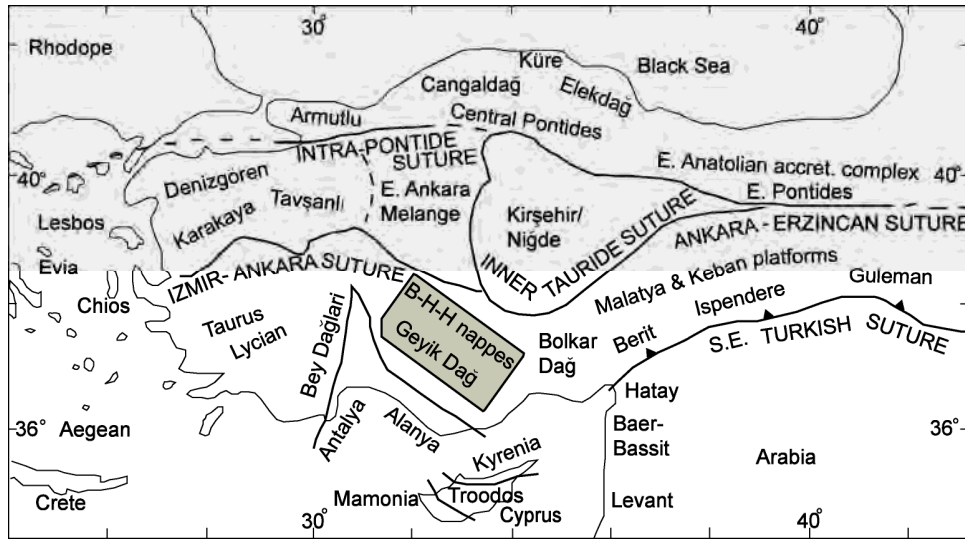 30°
40°
Rhodope
Küre
Black Sea
Cangaldağ
Elekdağ
Armutlu
Central Pontides
INTRA-PONTIDE
SUTURE
E. Anatolian accret. complex
40°
40°
Denizgoren
Tavşanlı
E. Ankara
Melange
E. Pontides
Karakaya
Lesbos
Kirşehir/
Niğde
INNER TAURIDE SUTURE
ANKARA - ERZINCAN SUTURE
Evia
IZMIR- ANKARA SUTURE
Malatya & Keban platforms
Guleman
Chios
B-H-H nappes
Geyik Dağ
Ispendere
Taurus
Lycian
Bey Dağlari
Bolkar
Dağ
Berit
S.E. TURKISH SUTURE
Hatay
36°
Aegean
Antalya
Alanya
Baer-
Bassit
36°
Kyrenia
Arabia
Crete
Mamonia
Troodos
Cyprus
Levant
30°
40°